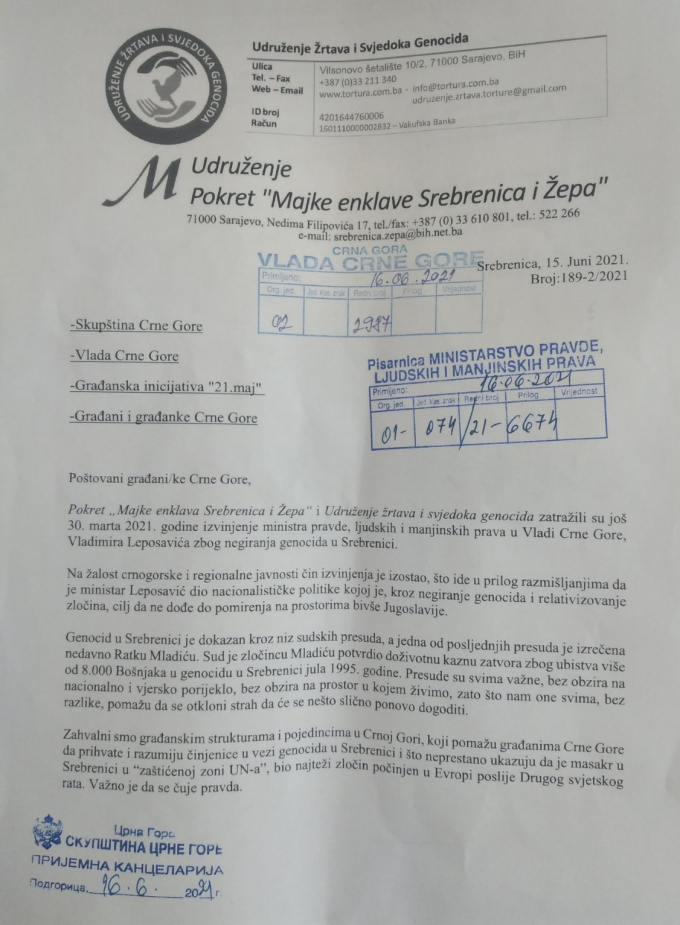 UDRUŽENJE ŽRTAVA I SVJEDOKA GENOCIDA
Udruženje Žrtava i Svjedoka Genocida
Ulica Vilsonovo šetalište 10/2, 71000 Sarajevo, BiH
Tel. – Fax +387 (0)33 211 340
Web – Email www.tortura.com.ba - info@tortura.com.ba
udruzenje.zrtava.torture@gmail.com
ID broj 4201644760006
Račun 1601110000002832 – Vakufska Banka
M Udruženje
Pokret "Majke enklave Srebrenica i Žepa"
71000 Sarajevo, Nedima Filipovića 17, tel./fax: +387 (0) 33 610 801, tel.: 522 266
e-mail: srebrenica.zepa@bih.net.ba
CRNA GORA
VLADA CRNE GORE
Primljeno: 16.06.2021
Org. jed. Jed. klas. znak Redni broj Prilog Vrijednost
02 2987
Srebrenica, 15. Juni 2021.
Broj:189-2/2021
-Skupština Crne Gore
-Vlada Crne Gore
-Građanska inicijativa "21.maj"
-Građani i građanke Crne Gore
Pisarnica MINISTARSTVO PRAVDE,
LJUDSKIH I MANJINSKIH PRAVA
Primljeno: 16-06-2021
Org. jed. Jed. klas. znak Redni broj Prilog Vrijednost
01- 074/21-6674
Poštovani građani/ke Crne Gore,
Pokret „Majke enklava Srebrenica i Žepa“ i Udruženje žrtava i svjedoka genocida zatražili su još
30. marta 2021. godine izvinjenje ministra pravde, ljudskih i manjinskih prava u Vladi Crne Gore,
Vladimira Leposavića zbog negiranja genocida u Srebrenici.
Na žalost crnogorske i regionalne javnosti čin izvinjenja je izostao, što ide u prilog razmišljanjima da
je ministar Leposavić dio nacionalističke politike kojoj je, kroz negiranje genocida i relativizovanje
zločina, cilj da ne dođe do pomirenja na prostorima bivše Jugoslavije.
Genocid u Srebrenici je dokazan kroz niz sudskih presuda, a jedna od posljednjih presuda je izrečena
nedavno Ratku Mladiću. Sud je zločincu Mladiću potvrdio doživotnu kaznu zatvora zbog ubistva više
od 8.000 Bošnjaka u genocidu u Srebrenici jula 1995. godine. Presude su svima važne, bez obzira na
nacionalno i vjersko porijeklo, bez obzira na prostor u kojem živimo, zato što nam one svima, bez
razlike, pomažu da se otkloni strah da će se nešto slično ponovo dogoditi.
Zahvalni smo građanskim strukturama i pojedincima u Crnoj Gori, koji pomažu građanima Crne Gore
da prihvate i razumiju činjenice u vezi genocida u Srebrenici i što neprestano ukazuju da je masakr u
Srebrenici u “zaštićenoj zoni UN-a”, bio najteži zločin počinjen u Evropi poslije Drugog svjetskog
rata. Važno je da se čuje pravda.
Црна Гора
СКУПШТИНА ЦРНЕ ГОРЕ
ПРИЈЕМНА КАНЦЕЛАРИЈА
Подгорица, 16.6. 2021 г.